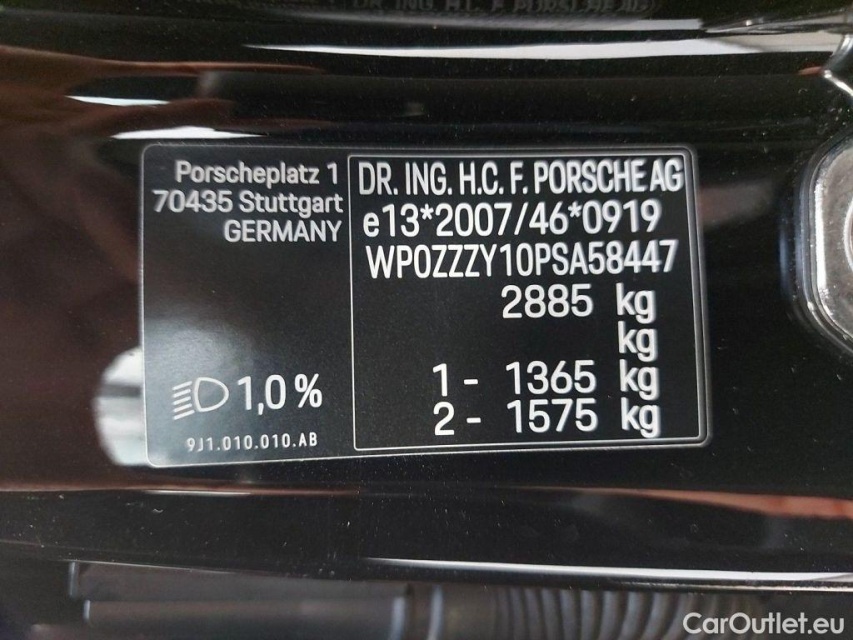 Porscheplatz 1
70435 Stuttgart
GERMANY
1,0 %
9J1.010.010.AB
DR. ING. H.C. F. PORSCHE AG
e13*2007/46*0919
WP0ZZZY10PSA58447
2885 kg
kg
1 - 1365 kg
2 - 1575 kg
CarOutlet.eu